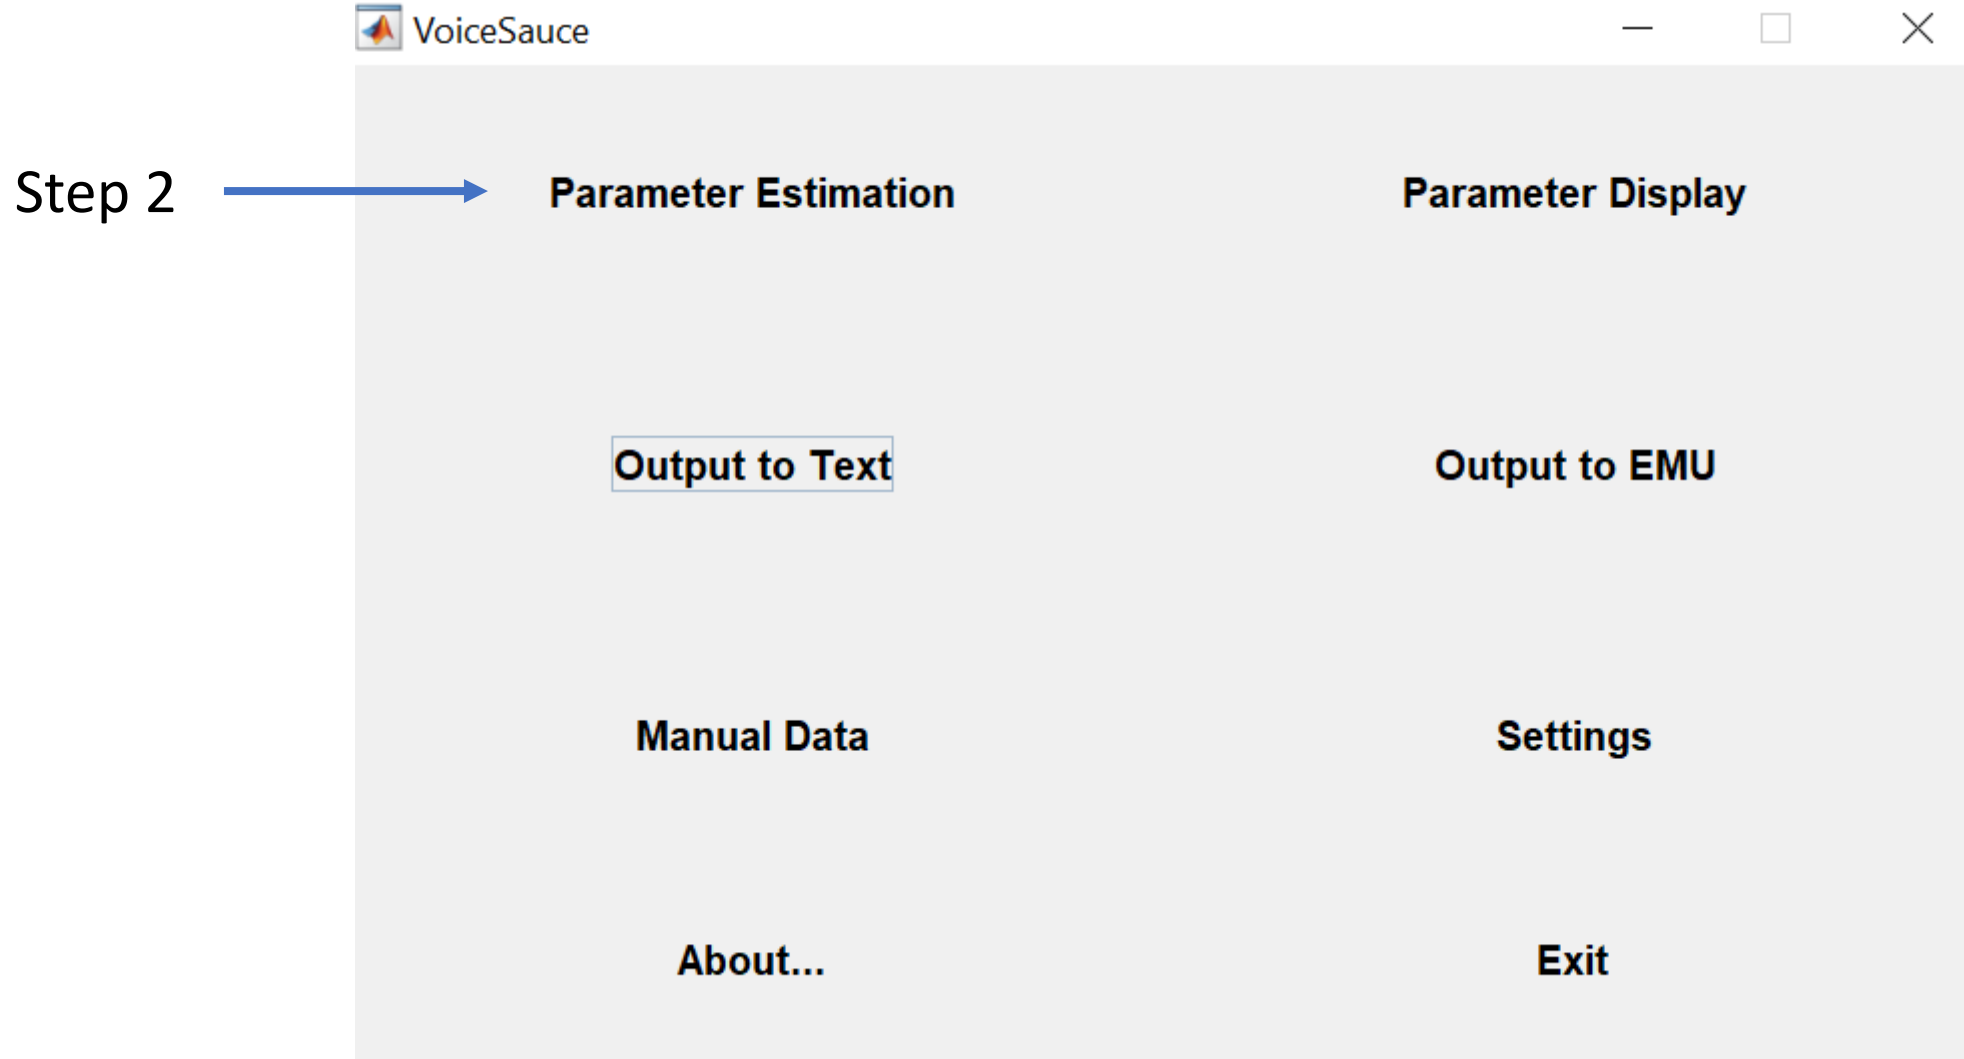 VoiceSauce
Step 2
Parameter Estimation
Parameter Display
Output to Text
Output to EMU
Manual Data
Settings
About...
Exit